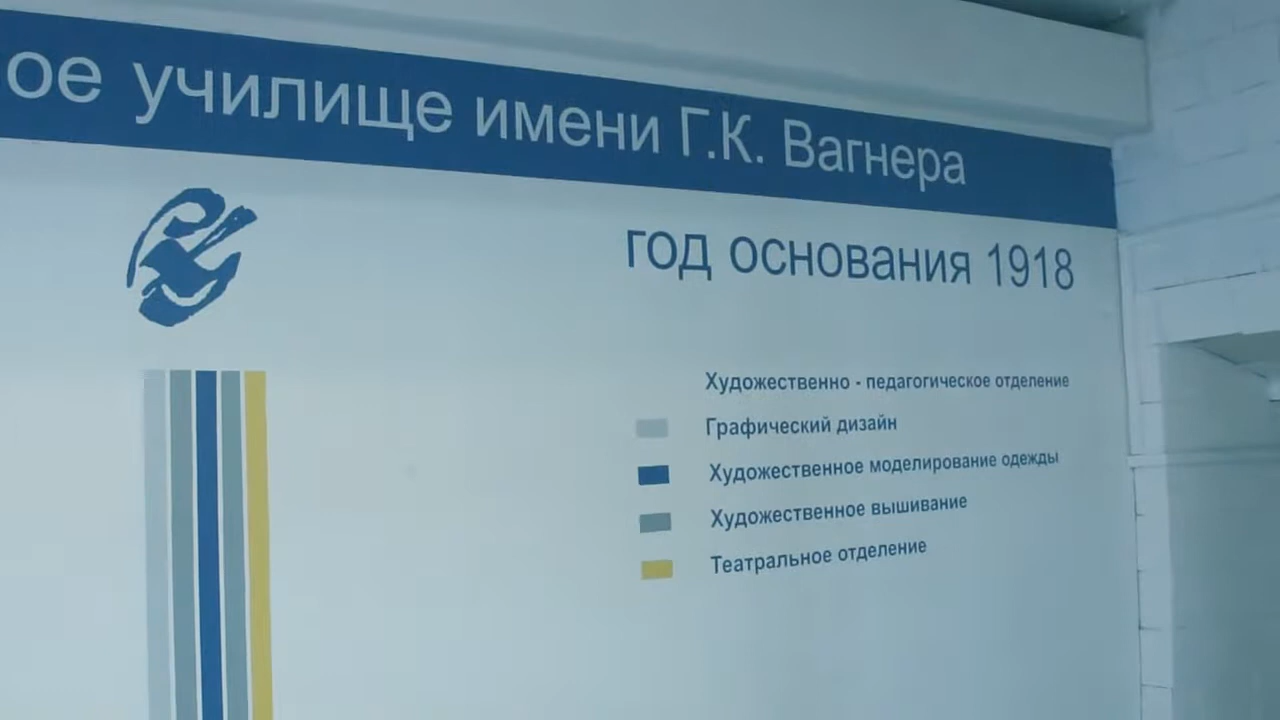 ое училище имени Г.К. Вагнера
год основания 1918
Художественно - педагогическое отделение
Графический дизайн
Художественное моделирование одежды
Художественное вышивание
Театральное отделение